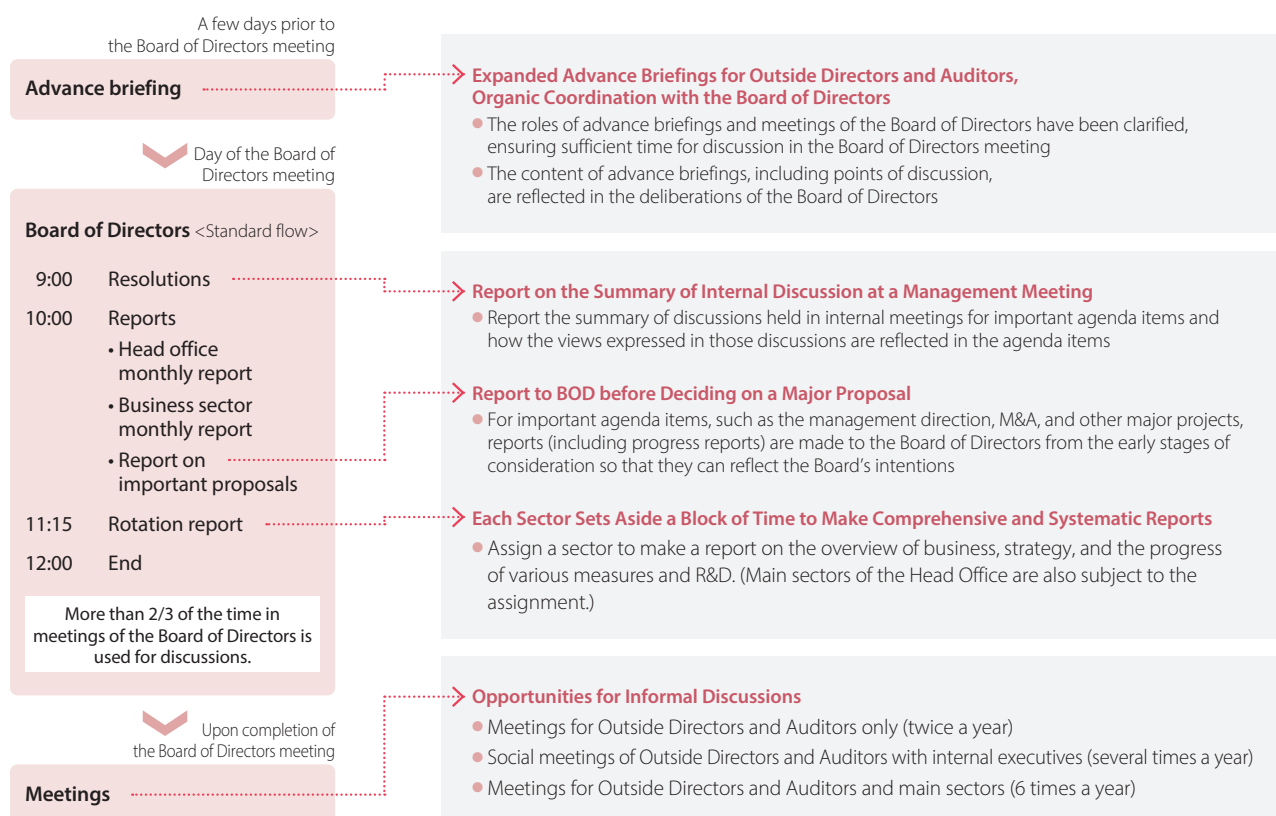 A few days prior to
the Board of Directors meeting
Advance briefing
Expanded Advance Briefings for Outside Directors and Auditors,
Organic Coordination with the Board of Directors
● The roles of advance briefings and meetings of the Board of Directors have been clarified,
ensuring sufficient time for discussion in the Board of Directors meeting
● The content of advance briefings, including points of discussion,
are reflected in the deliberations of the Board of Directors
Day of the Board of
Directors meeting
Board of Directors <Standard flow>
9:00 Resolutions
10:00 Reports
• Head office
monthly report
• Business sector
monthly report
• Report on
important proposals
11:15 Rotation report
12:00 End
More than 2/3 of the time in
meetings of the Board of Directors is
used for discussions.
Report on the Summary of Internal Discussion at a Management Meeting
● Report the summary of discussions held in internal meetings for important agenda items and
how the views expressed in those discussions are reflected in the agenda items
Report to BOD before Deciding on a Major Proposal
● For important agenda items, such as the management direction, M&A, and other major projects,
reports (including progress reports) are made to the Board of Directors from the early stages of
consideration so that they can reflect the Board's intentions
Each Sector Sets Aside a Block of Time to Make Comprehensive and Systematic Reports
● Assign a sector to make a report on the overview of business, strategy, and the progress
of various measures and R&D. (Main sectors of the Head Office are also subject to the
assignment.)
Upon completion of
the Board of Directors meeting
Meetings
Opportunities for Informal Discussions
● Meetings for Outside Directors and Auditors only (twice a year)
● Social meetings of Outside Directors and Auditors with internal executives (several times a year)
● Meetings for Outside Directors and Auditors and main sectors (6 times a year)